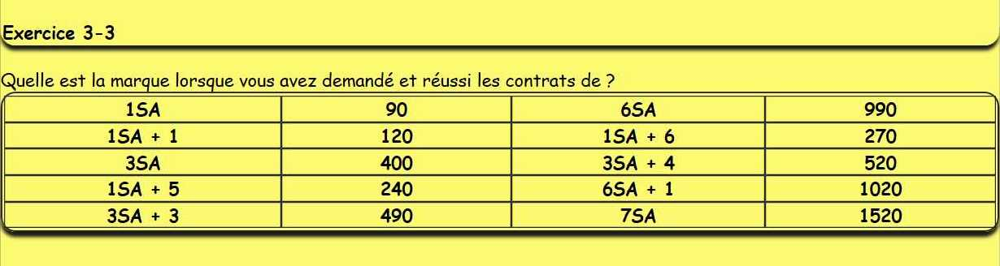 Exercice 3-3
Quelle est la marque lorsque vous avez demandé et réussi les contrats de ?
1SA 90 6SA 990
1SA + 1 120 1SA + 6 270
3SA 400 3SA + 4 520
1SA + 5 240 6SA + 1 1020
3SA + 3 490 7SA 1520